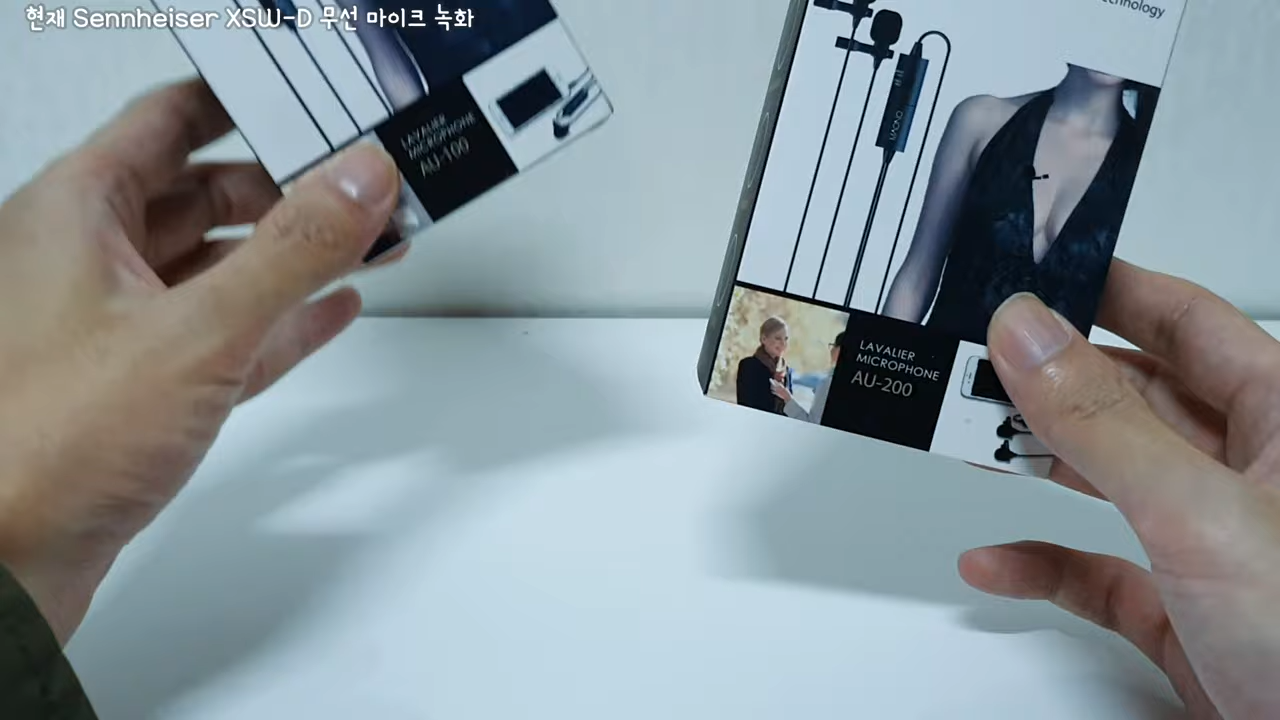 현재 Sennheiser XSW-D 무선 마이크 녹화
LAVALIER
MICROPHONE
AU-100
MAONO
LAVALIER
MICROPHONE
AU-200